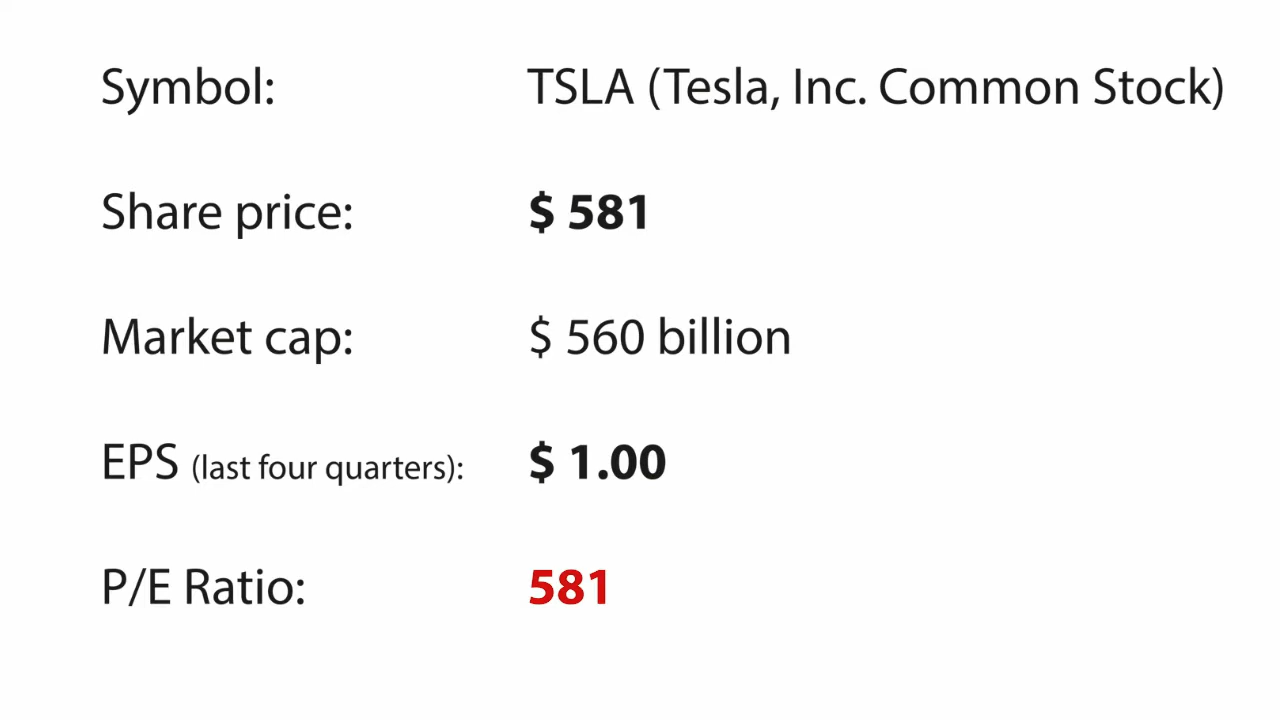 Symbol: TSLA (Tesla, Inc. Common Stock)
Share price: $ 581
Market cap: $ 560 billion
EPS (last four quarters): $ 1.00
P/E Ratio: 581